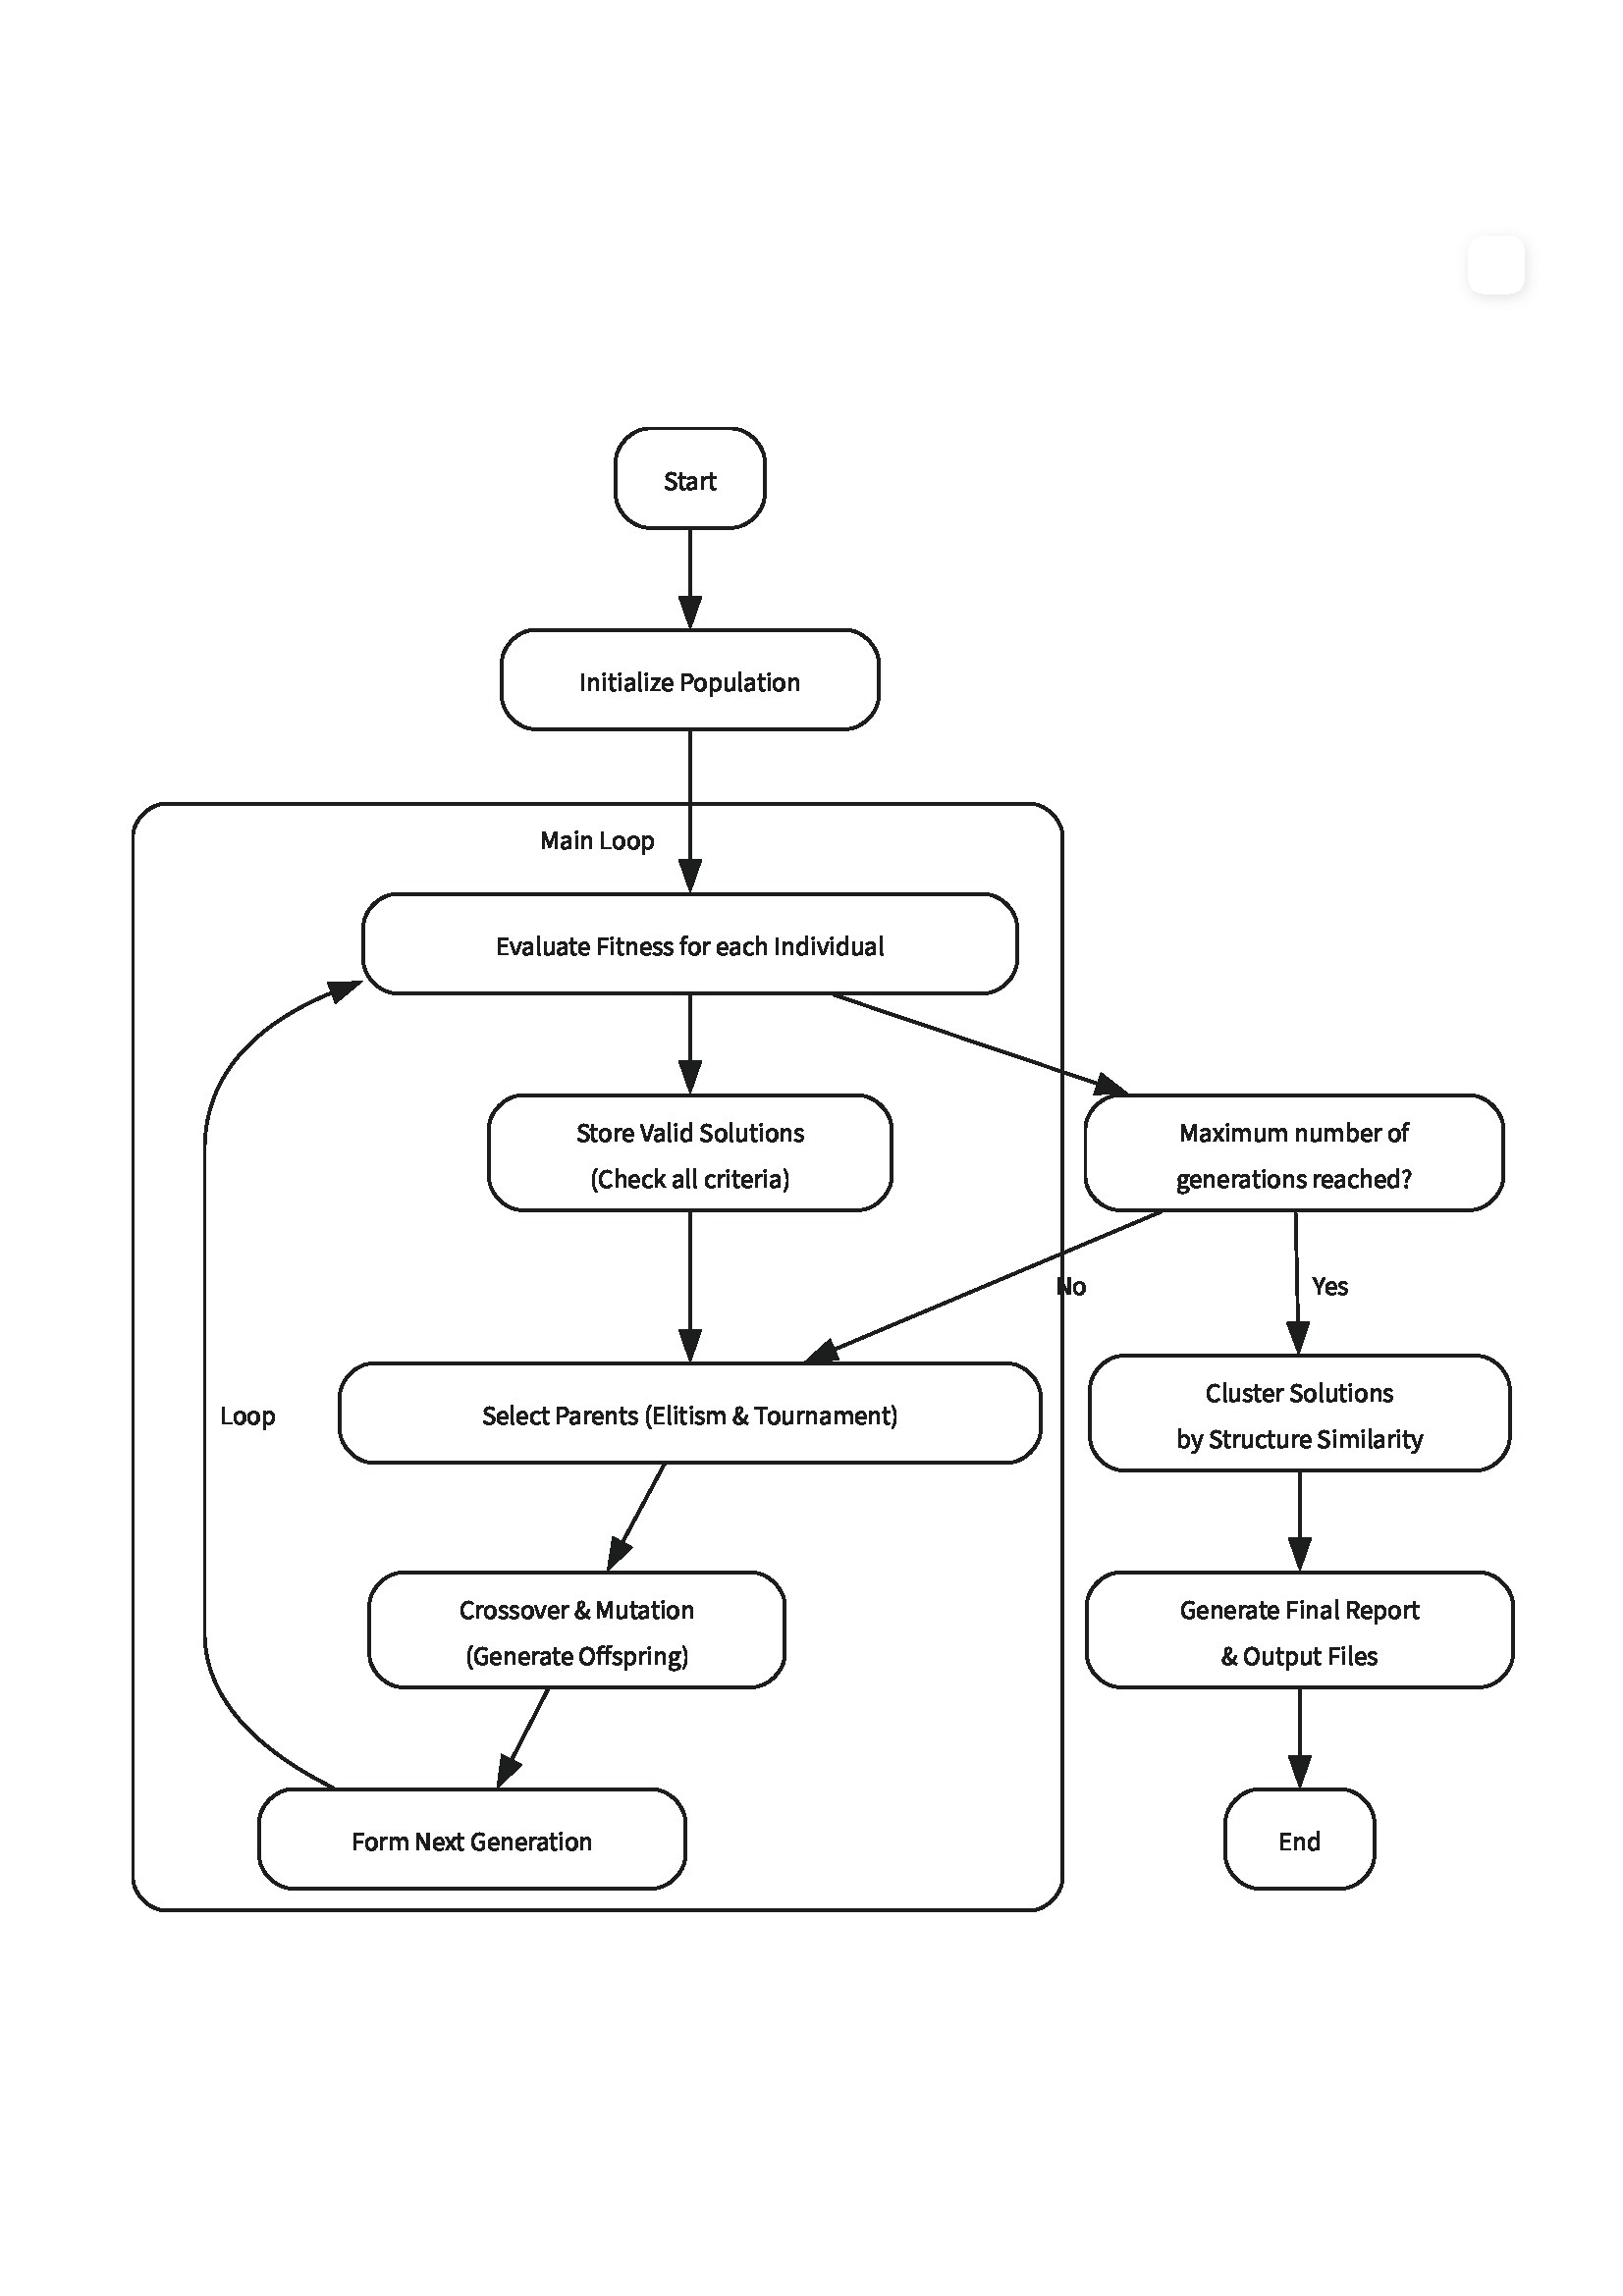 Start
Initialize Population
Main Loop
Evaluate Fitness for each Individual
Store Valid Solutions
(Check all criteria)
Maximum number of
generations reached?
No
Yes
Cluster Solutions
by Structure Similarity
Loop
Select Parents (Elitism & Tournament)
Crossover & Mutation
(Generate Offspring)
Generate Final Report
& Output Files
Form Next Generation
End